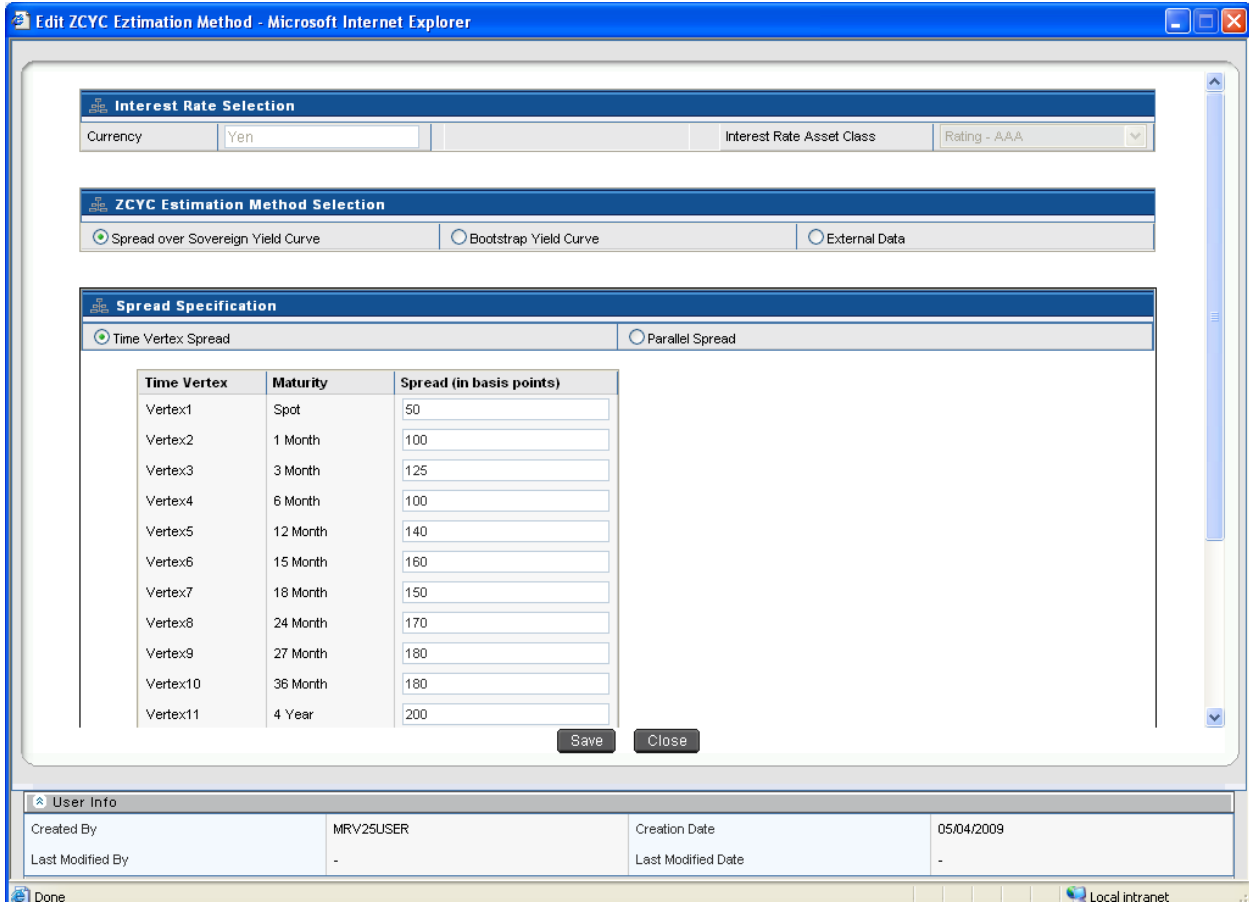 Edit ZCYC Eztimation Method - Microsoft Internet Explorer
Interest Rate Selection
Currency Yen Interest Rate Asset Class Rating - AAA
ZCYC Estimation Method Selection
Spread over Sovereign Yield Curve Bootstrap Yield Curve External Data
Spread Specification
Time Vertex Spread Parallel Spread
Time Vertex Maturity Spread (in basis points)
Vertex1 Spot 50
Vertex2 1 Month 100
Vertex3 3 Month 125
Vertex4 6 Month 100
Vertex5 12 Month 140
Vertex6 15 Month 160
Vertex7 18 Month 150
Vertex8 24 Month 170
Vertex9 27 Month 180
Vertex10 36 Month 180
Vertex11 4 Year 200
Save Close
User Info
Created By MRV25USER Creation Date 05/04/2009
Last Modified By - Last Modified Date -
Done Local intranet